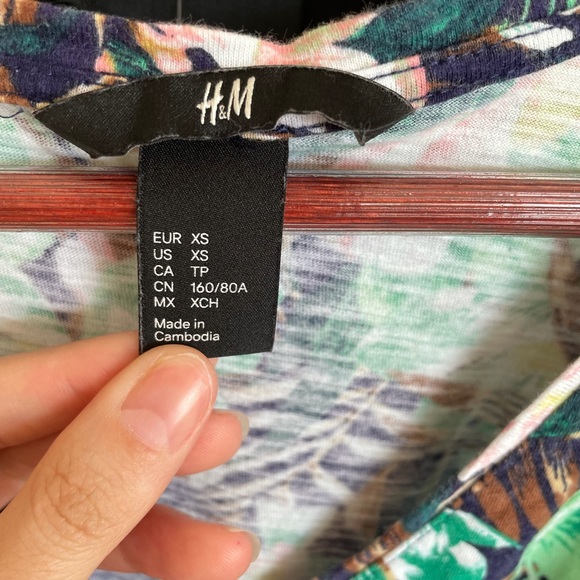 H&M
EUR XS
US XS
CA TP
CN 160/80A
MX XCH
Made in
Cambodia